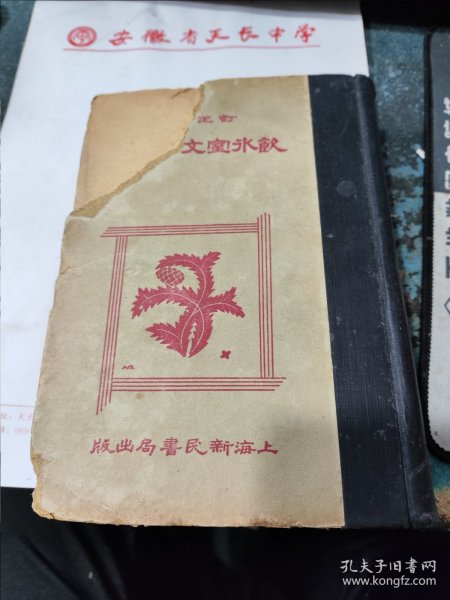 安徽省天长中学
訂正
飲冰室文
上海新民書局出版
孔夫子旧书网
www.kongfz.com